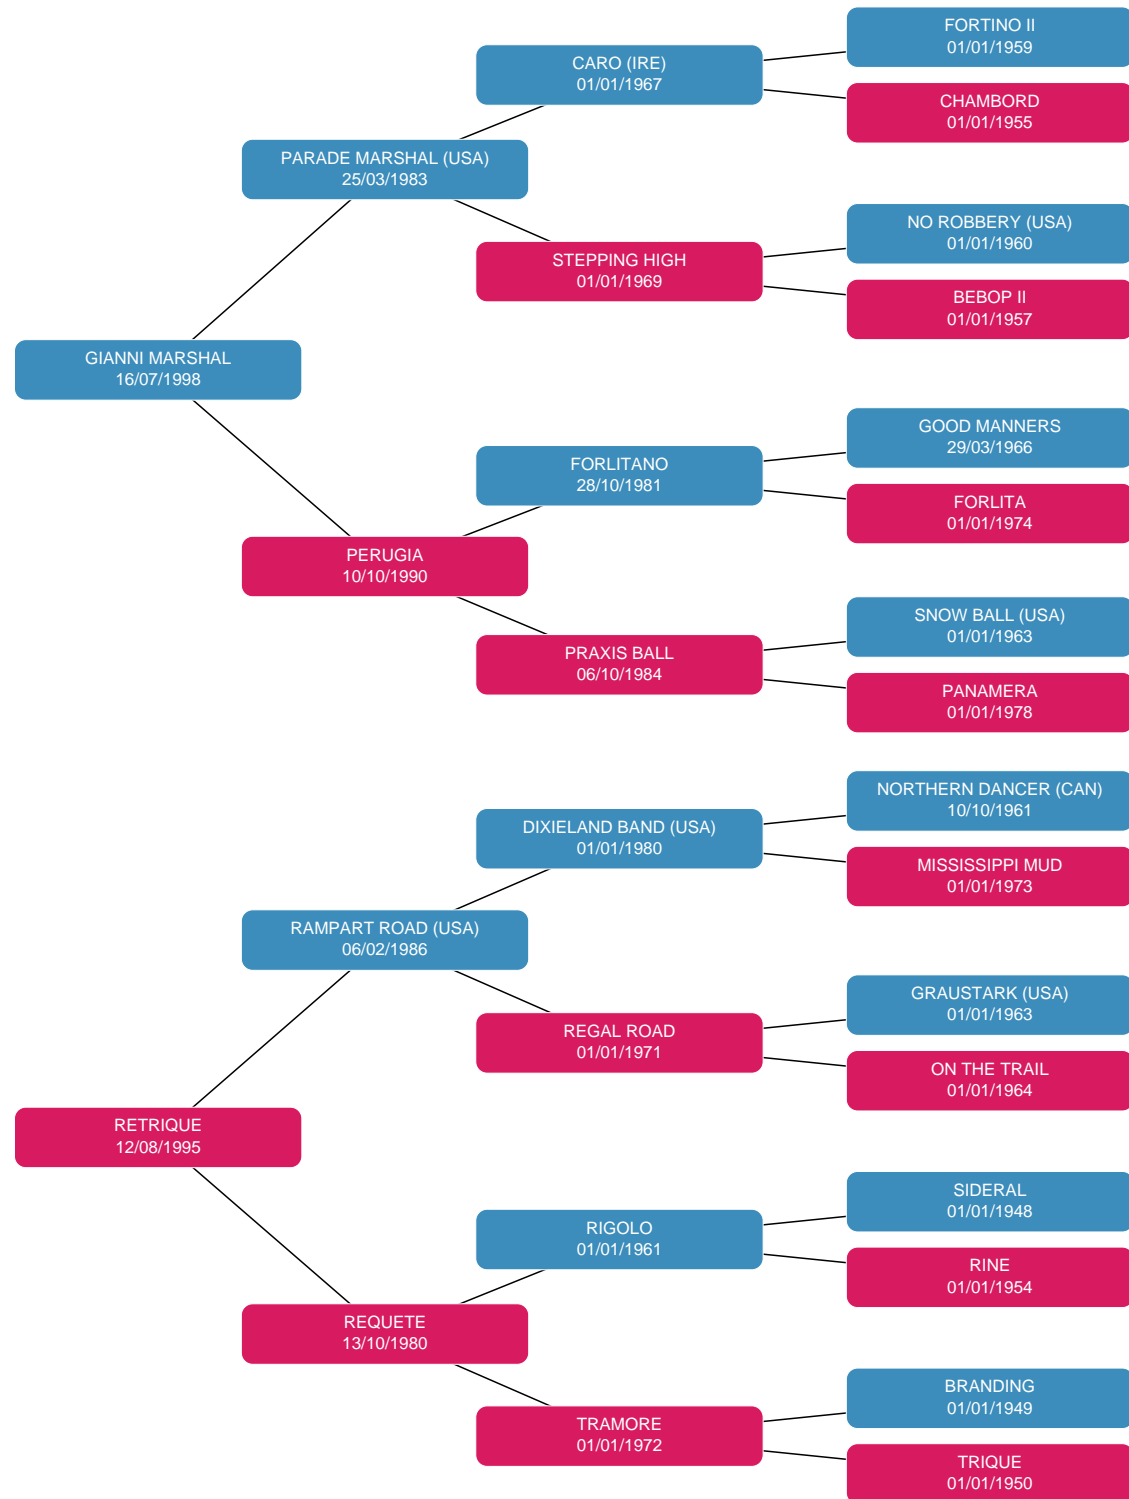 FORTINO II
01/01/1959
CARO (IRE)
01/01/1967
CHAMBORD
01/01/1955
PARADE MARSHAL (USA)
25/03/1983
NO ROBBERY (USA)
01/01/1960
STEPPING HIGH
01/01/1969
BEBOP II
01/01/1957
GIANNI MARSHAL
16/07/1998
GOOD MANNERS
29/03/1966
FORLITANO
28/10/1981
FORLITA
01/01/1974
PERUGIA
10/10/1990
SNOW BALL (USA)
01/01/1963
PRAXIS BALL
06/10/1984
PANAMERA
01/01/1978
NORTHERN DANCER (CAN)
10/10/1961
DIXIELAND BAND (USA)
01/01/1980
MISSISSIPPI MUD
01/01/1973
RAMPART ROAD (USA)
06/02/1986
GRAUSTARK (USA)
01/01/1963
REGAL ROAD
01/01/1971
ON THE TRAIL
01/01/1964
RETRIQUE
12/08/1995
SIDERAL
01/01/1948
RIGOLO
01/01/1961
RINE
01/01/1954
REQUETE
13/10/1980
BRANDING
01/01/1949
TRAMORE
01/01/1972
TRIQUE
01/01/1950